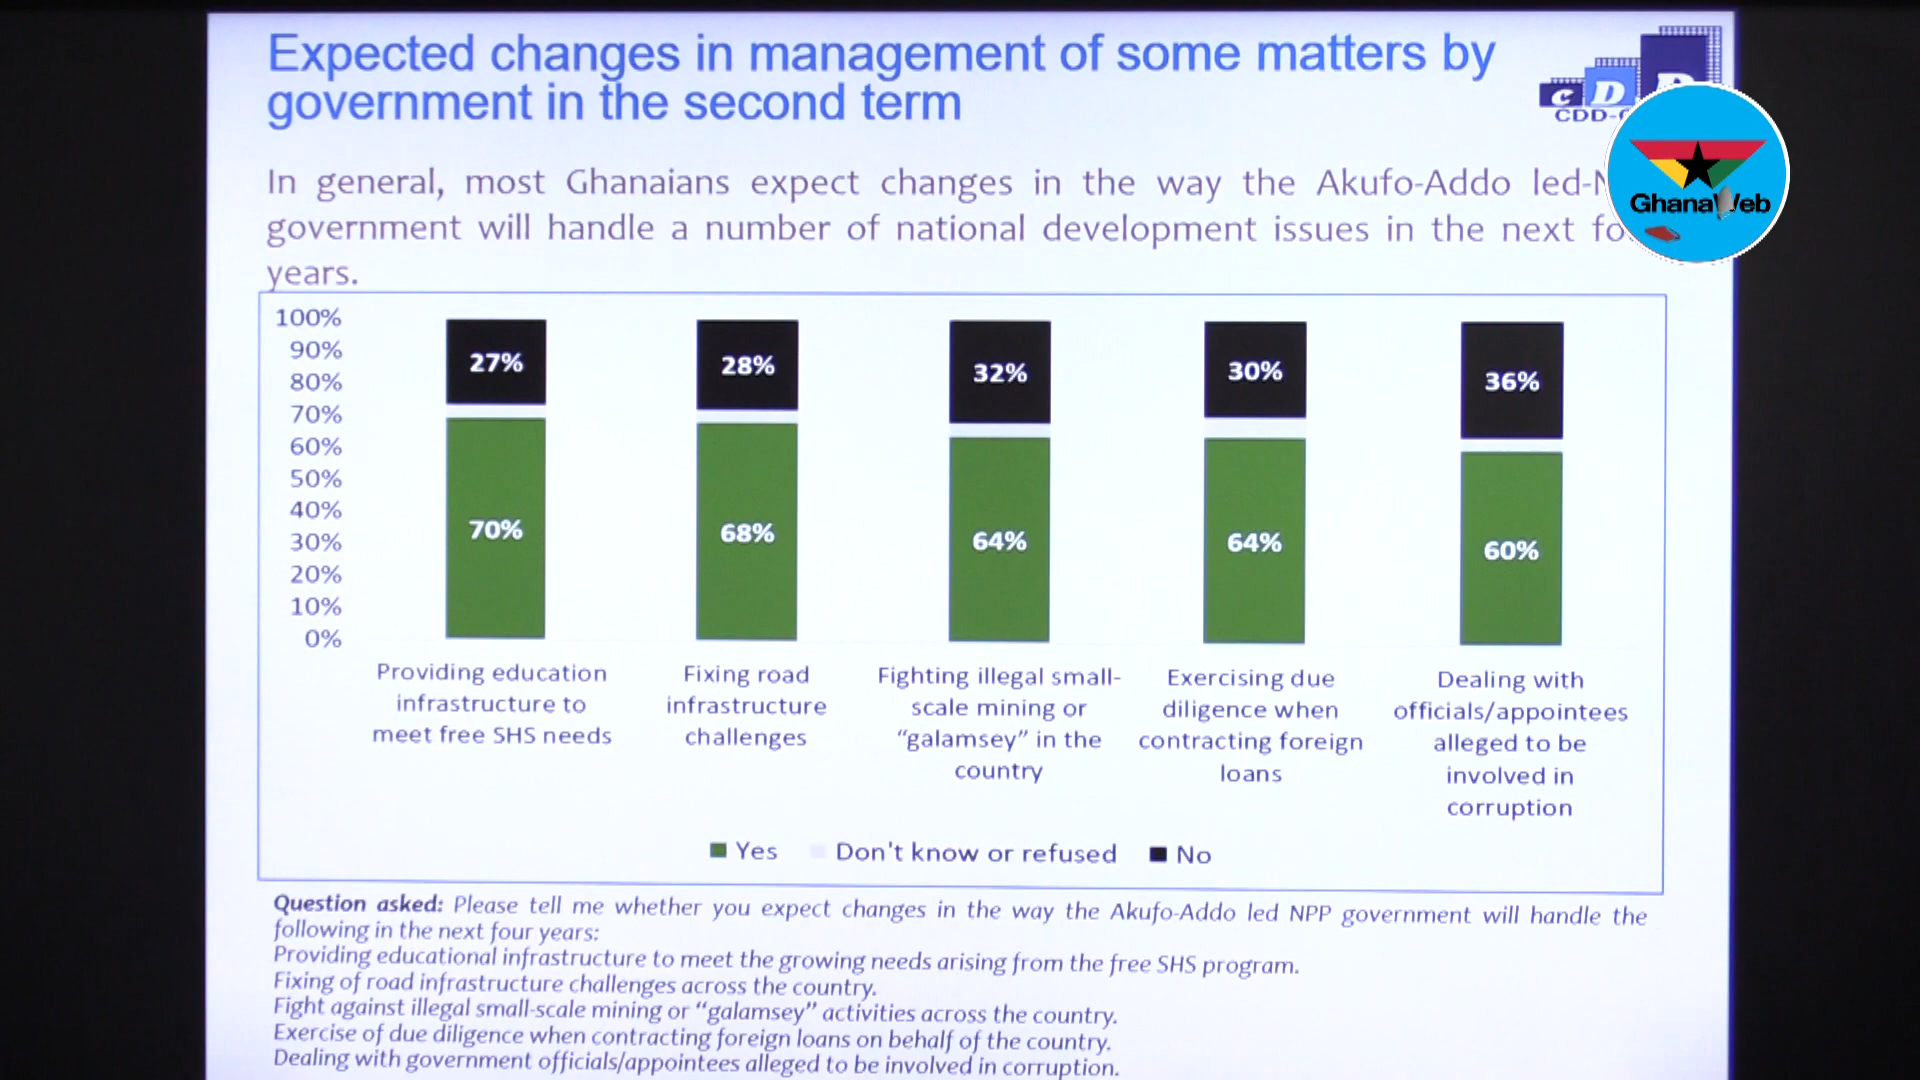 Expected changes in management of some matters by
government in the second term
c D D
CDD-
GhanaWeb
In general, most Ghanaians expect changes in the way the Akufo-Addo
government will handle a number of national development issues in the next
years.
100%
90%
80%
70%
60%
50%
40%
30%
20%
10%
0%
27% 28% 32% 30% 36%
70% 68% 64% 64% 60%
Providing education
infrastructure to
meet free SHS needs
Fixing road
infrastructure
challenges
Fighting illegal small-
scale mining or
“galamsey” in the
country
Exercising due
diligence when
contracting foreign
loans
Dealing with
officials/appointees
alleged to be
involved in
corruption
Yes Don't know or refused No
Question asked: Please tell me whether you expect changes in the way the Akufo-Addo led NPP government will handle the
following in the next four years:
Providing educational infrastructure to meet the growing needs arising from the free SHS program.
Fixing of road infrastructure challenges across the country.
Fight against illegal small-scale mining or “galamsey” activities across the country.
Exercise of due diligence when contracting foreign loans on behalf of the country.
Dealing with government officials/appointees alleged to be involved in corruption.